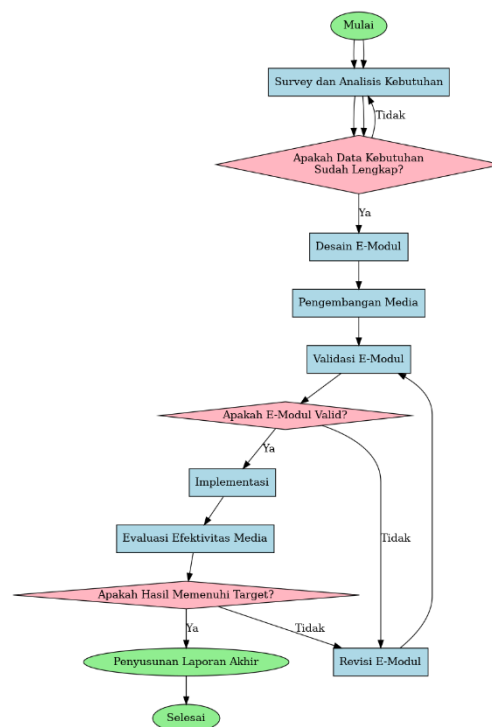 Mulai
Survey dan Analisis Kebutuhan
Tidak
Apakah Data Kebutuhan
Sudah Lengkap?
Ya
Desain E-Modul
Pengembangan Media
Validasi E-Modul
Apakah E-Modul Valid?
Ya
Implementasi
Evaluasi Efektivitas Media
Tidak
Apakah Hasil Memenuhi Target?
Ya
Tidak
Penyusunan Laporan Akhir
Revisi E-Modul
Selesai